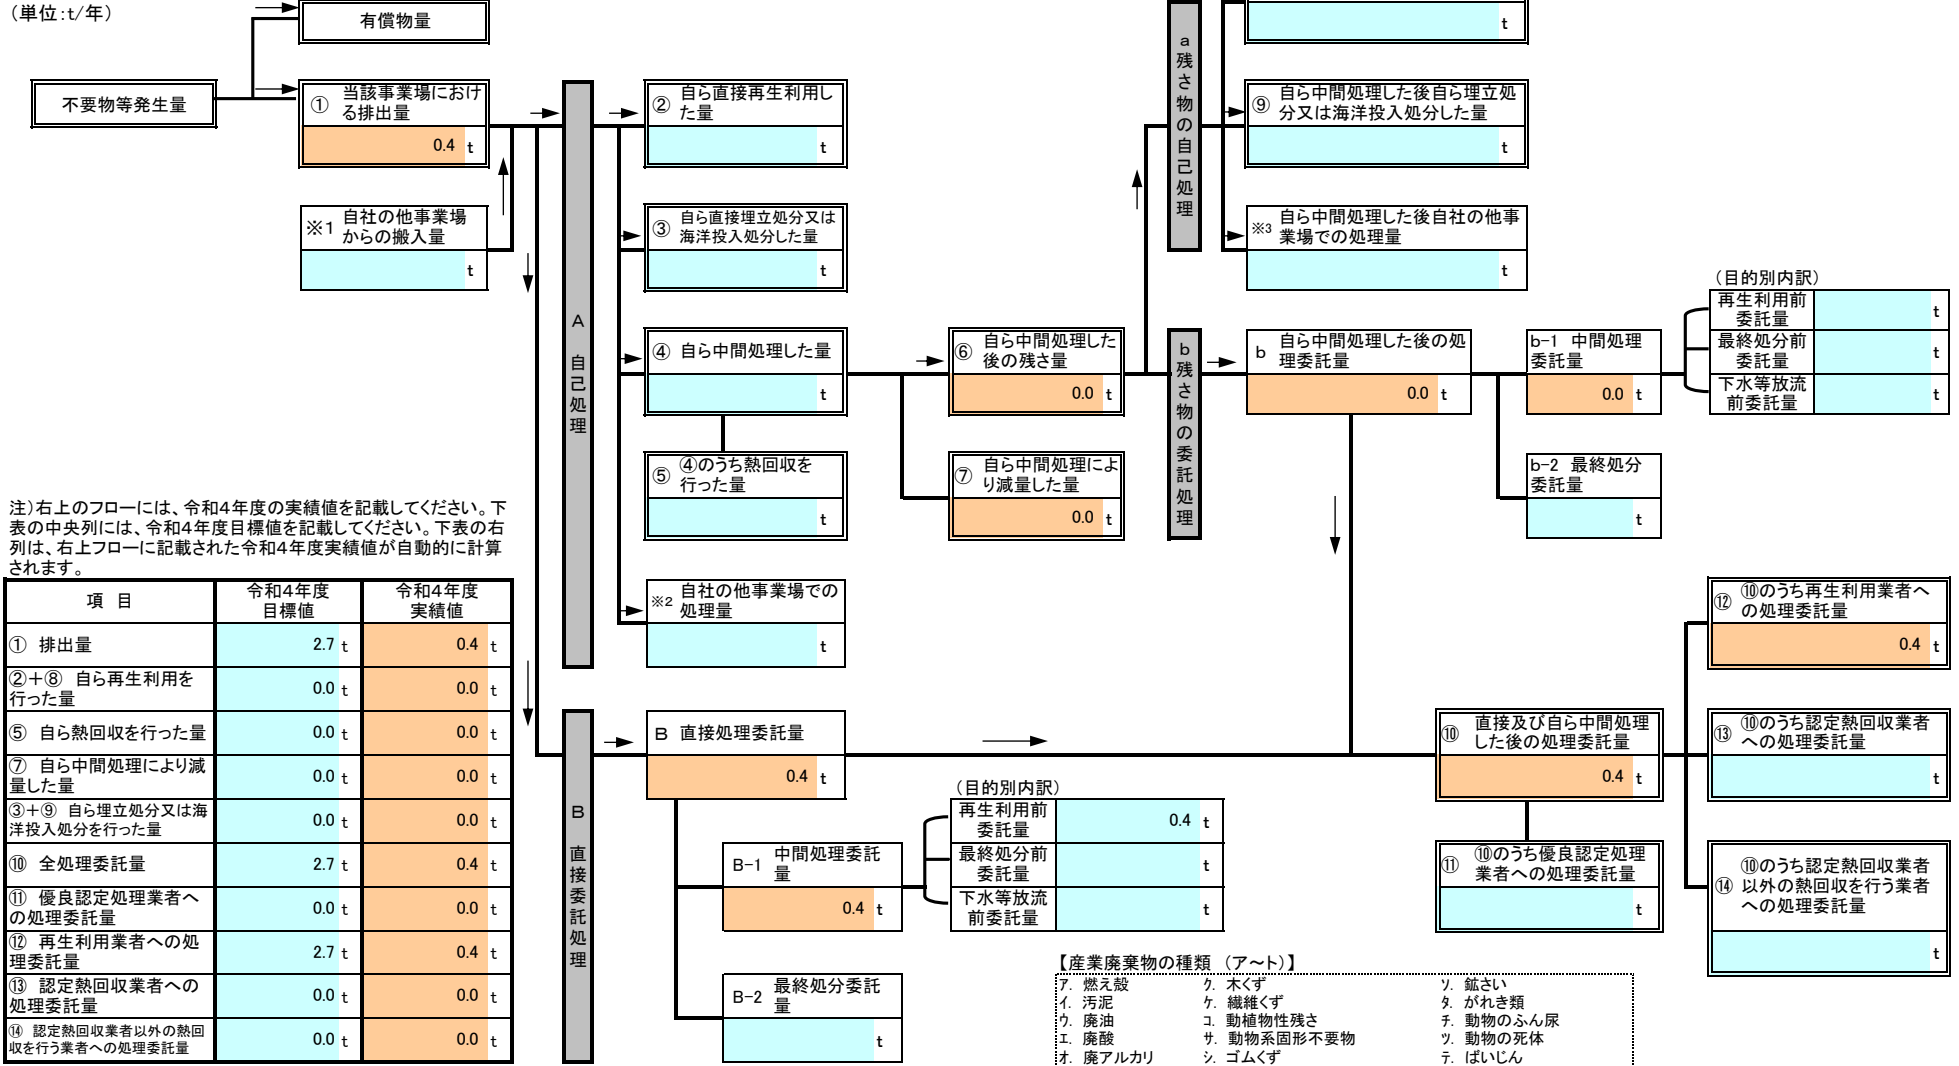 (単位:t/年)
有償物量
不要物等発生量
① 当該事業場におけ
る排出量
0.4 t
※1 自社の他事業場
からの搬入量
t
A 自己処理
② 自ら直接再生利用し
た量
t
③ 自ら直接埋立処分又は
海洋投入処分した量
t
④ 自ら中間処理した量
t
⑤ ④のうち熱回収を
行った量
t
※2 自社の他事業場での
処理量
t
⑥ 自ら中間処理した
後の残さ量
0.0 t
⑦ 自ら中間処理によ
り減量した量
0.0 t
a 残さ物の自己処理
t
⑨ 自ら中間処理した後自ら埋立処
分又は海洋投入処分した量
t
※3 自ら中間処理した後自社の他事
業場での処理量
t
b 残さ物の委託処理
b 自ら中間処理した後の処
理委託量
0.0 t
b-1 中間処理
委託量
0.0 t
b-2 最終処分
委託量
t
(目的別内訳)
再生利用前
委託量
t
最終処分前
委託量
t
下水等放流
前委託量
t
注)右上のフローには、令和4年度の実績値を記載してください。下
表の中央列には、令和4年度目標値を記載してください。下表の右
列は、右上フローに記載された令和4年度実績値が自動的に計算
されます。
項 目 令和4年度 目標値 令和4年度 実績値
① 排出量 2.7 t 0.4 t
②+⑧ 自ら再生利用を
行った量 0.0 t 0.0 t
⑤ 自ら熱回収を行った量 0.0 t 0.0 t
⑦ 自ら中間処理により減
量した量 0.0 t 0.0 t
③+⑨ 自ら埋立処分又は海
洋投入処分を行った量 0.0 t 0.0 t
⑩ 全処理委託量 2.7 t 0.4 t
⑪ 優良認定処理業者へ
の処理委託量 0.0 t 0.0 t
⑫ 再生利用業者への処
理委託量 2.7 t 0.4 t
⑬ 認定熱回収業者への
処理委託量 0.0 t 0.0 t
⑭ 認定熱回収業者以外の熱回
収を行う業者への処理委託量 0.0 t 0.0 t
B 直接委託処理
B 直接処理委託量
0.4 t
B-1 中間処理委託
量
0.4 t
B-2 最終処分委託
量
t
(目的別内訳)
再生利用前
委託量
0.4 t
最終処分前
委託量
t
下水等放流
前委託量
t
⑩ 直接及び自ら中間処理
した後の処理委託量
0.4 t
⑪ ⑩のうち優良認定処理
業者への処理委託量
t
⑫ ⑩のうち再生利用業者へ
の処理委託量
0.4 t
⑬ ⑩のうち認定熱回収業者
への処理委託量
t
⑭ ⑩のうち認定熱回収業者
以外の熱回収を行う業者
への処理委託量
t
【産業廃棄物の種類 (ア~ト)】
ア. 燃え殻 ク. 木くず ソ. 鉱さい
イ. 汚泥 ケ. 繊維くず タ. がれき類
ウ. 廃油 コ. 動植物性残さ チ. 動物のふん尿
エ. 廃酸 サ. 動物系固形不要物 ツ. 動物の死体
オ. 廃アルカリ シ. ゴムくず テ. ばいじん